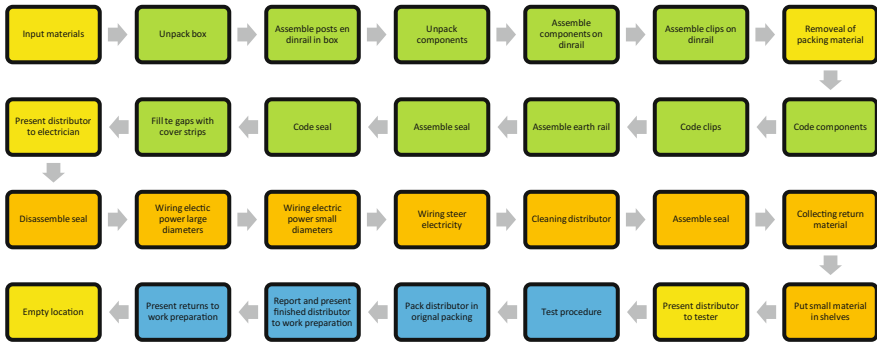 Input materials
Unpack box
Assemble posts en
dinrail in box
Unpack
components
Assemble
components on
dinrail
Assemble clips on
dinrail
Removeal of
packing material
Present distributor
to electrician
Fill te gaps with
cover strips
Code seal
Assemble seal
Assemble earth rail
Code clips
Code components
Disassemble seal
Wiring electic
power large
diameters
Wiring electric
power small
diameters
Wiring steer
electricity
Cleaning distributor
Assemble seal
Collecting return
material
Empty location
Present returns to
work preparation
Report and present
finished distributor
to work preparation
Pack distributor in
orignal packing
Test procedure
Present distributor
to tester
Put small material
in shelves